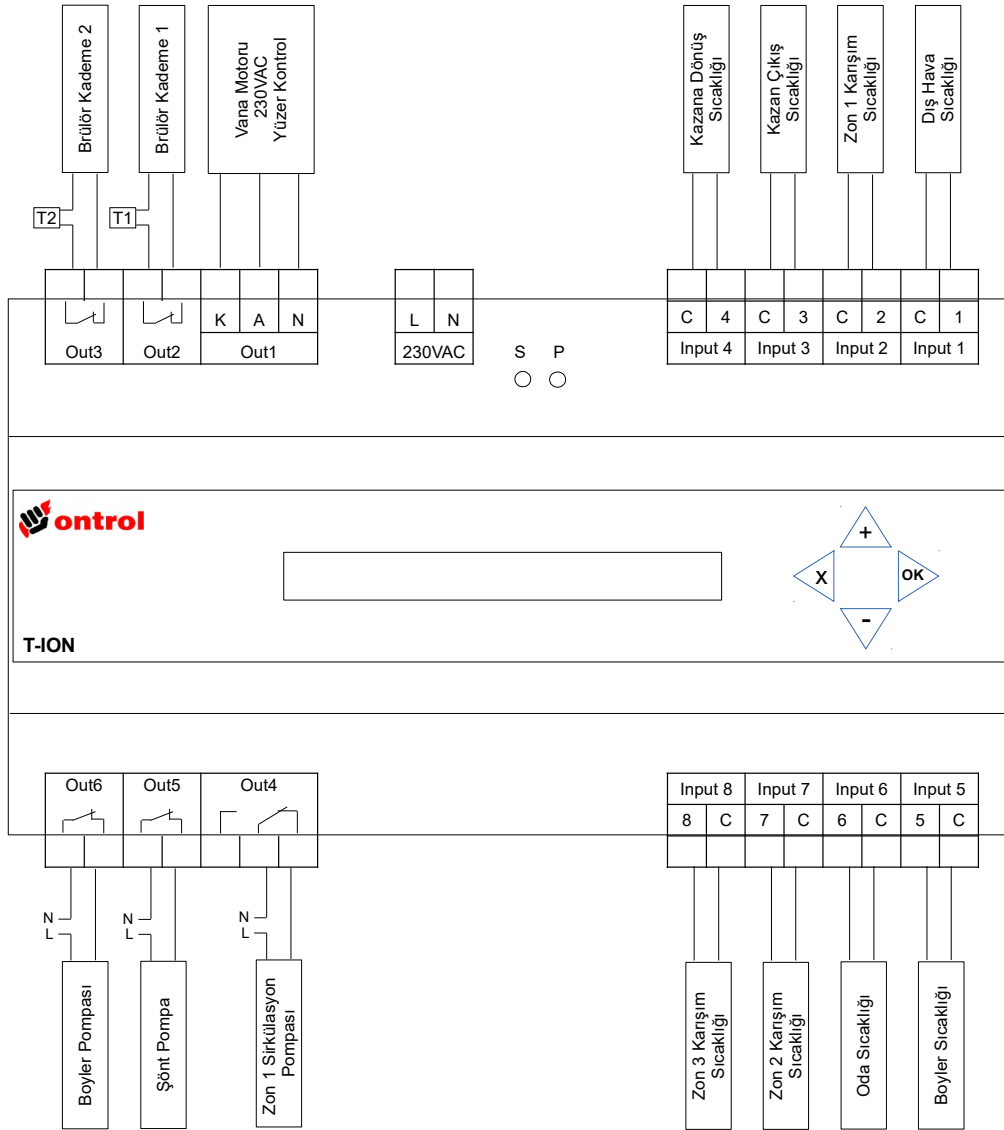 Brülör Kademe 2
Brülör Kademe 1
Vana Motoru
230VAC
Yüzer Kontrol
Kazana Dönüş
Sıcaklığı
Kazan Çıkış
Sıcaklığı
Zon 1 Karışım
Sıcaklığı
Dış Hava
Sıcaklığı
T2
T1
K A N
L N
C 4 C 3 C 2 C 1
Out3 Out2 Out1
230VAC
Input 4 Input 3 Input 2 Input 1
S P
ontrol
+
X
OK
-
T-ION
Out6 Out5 Out4
Input 8 Input 7 Input 6 Input 5
8 C 7 C 6 C 5 C
N
L
N
L
N
L
Boyler Pompası
Şönt Pompa
Zon 1 Sirkülasyon
Pompası
Zon 3 Karışım
Sıcaklığı
Zon 2 Karışım
Sıcaklığı
Oda Sıcaklığı
Boyler Sıcaklığı